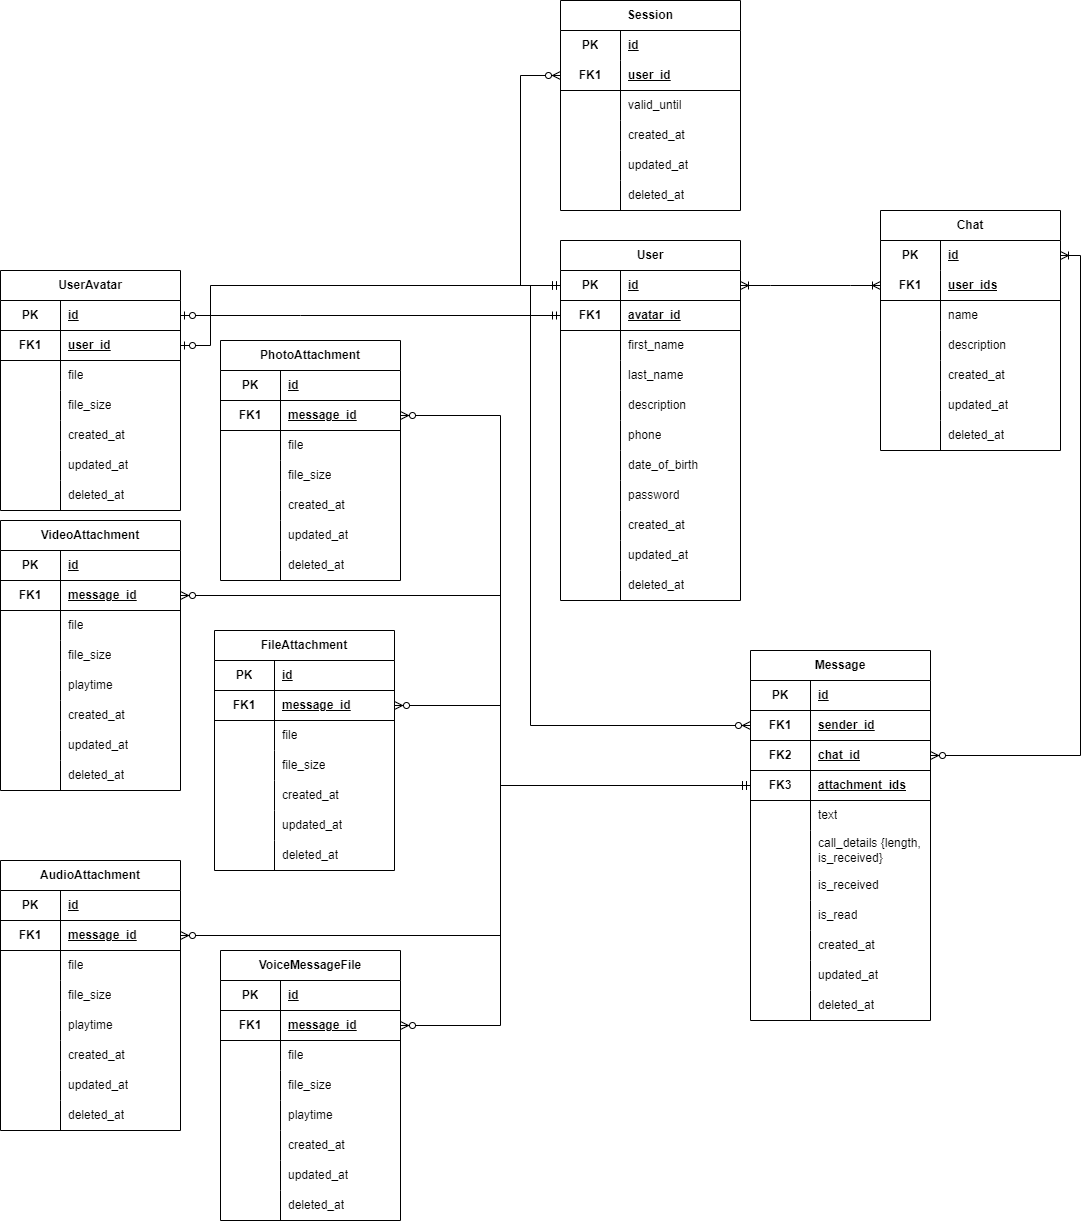 Session
PK id
FK1 user_id
valid_until
created_at
updated_at
deleted_at
Chat
PK id
FK1 user_ids
name
description
created_at
updated_at
deleted_at
User
PK id
FK1 avatar_id
first_name
last_name
description
phone
date_of_birth
password
created_at
updated_at
deleted_at
UserAvatar
PK id
FK1 user_id
file
file_size
created_at
updated_at
deleted_at
PhotoAttachment
PK id
FK1 message_id
file
file_size
created_at
updated_at
deleted_at
VideoAttachment
PK id
FK1 message_id
file
file_size
playtime
created_at
updated_at
deleted_at
FileAttachment
PK id
FK1 message_id
file
file_size
created_at
updated_at
deleted_at
Message
PK id
FK1 sender_id
FK2 chat_id
FK3 attachment_ids
text
call_details {length,
is_received}
is_received
is_read
created_at
updated_at
deleted_at
AudioAttachment
PK id
FK1 message_id
file
file_size
playtime
created_at
updated_at
deleted_at
VoiceMessageFile
PK id
FK1 message_id
file
file_size
playtime
created_at
updated_at
deleted_at